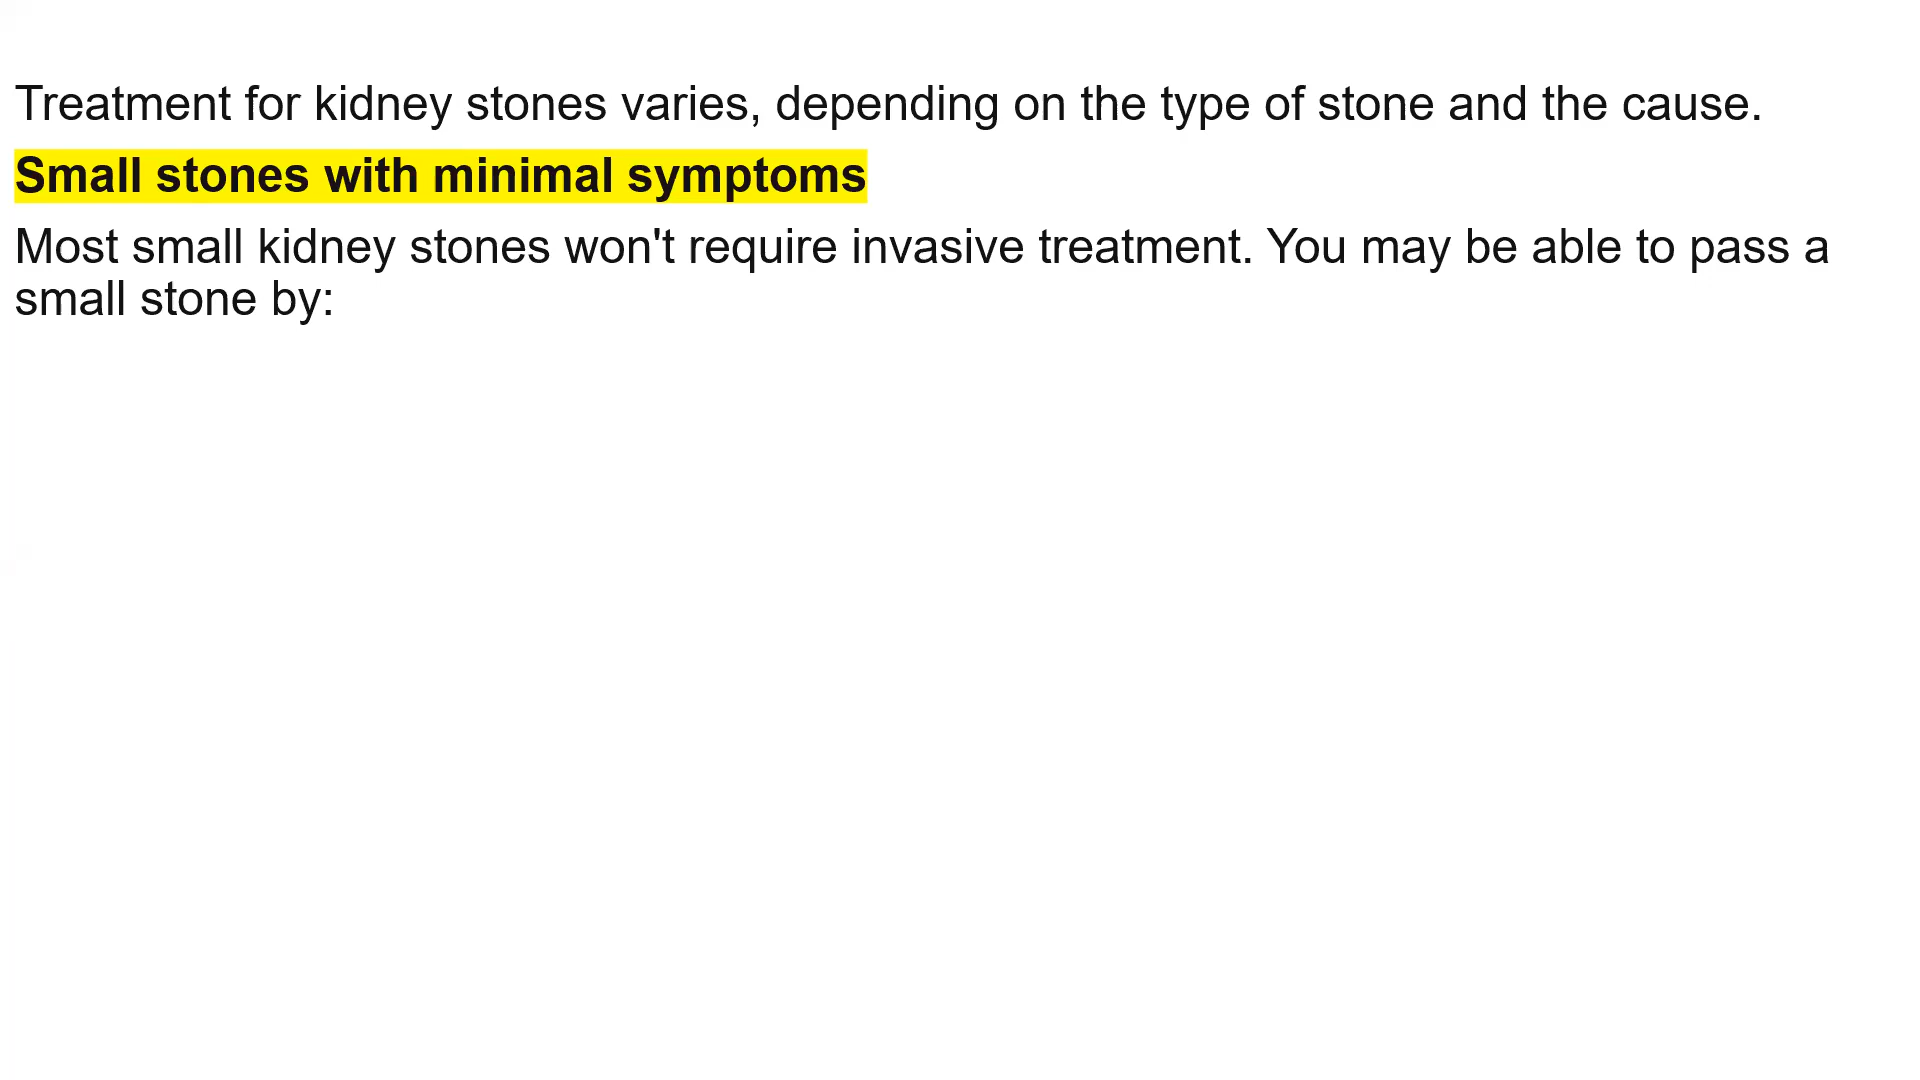 Treatment for kidney stones varies, depending on the type of stone and the cause.
Small stones with minimal symptoms
Most small kidney stones won't require invasive treatment. You may be able to pass a
small stone by: